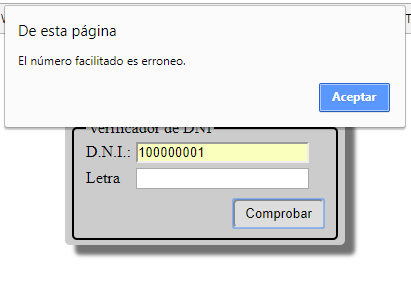 De esta página
El número facilitado es erroneo.
Aceptar
Verificador de DNI
D.N.I.: 100000001
Letra
Comprobar